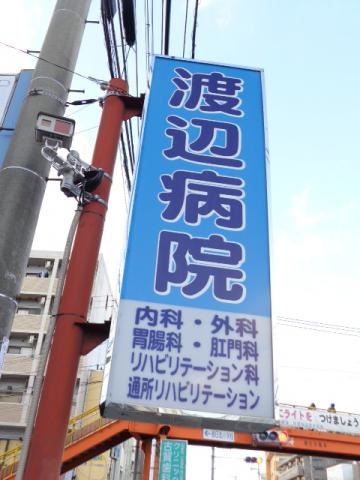 渡辺病院
内科・外科
胃腸科・肛門科
リハビリテーション科
通所リハビリテーション
ライトを つけましょう